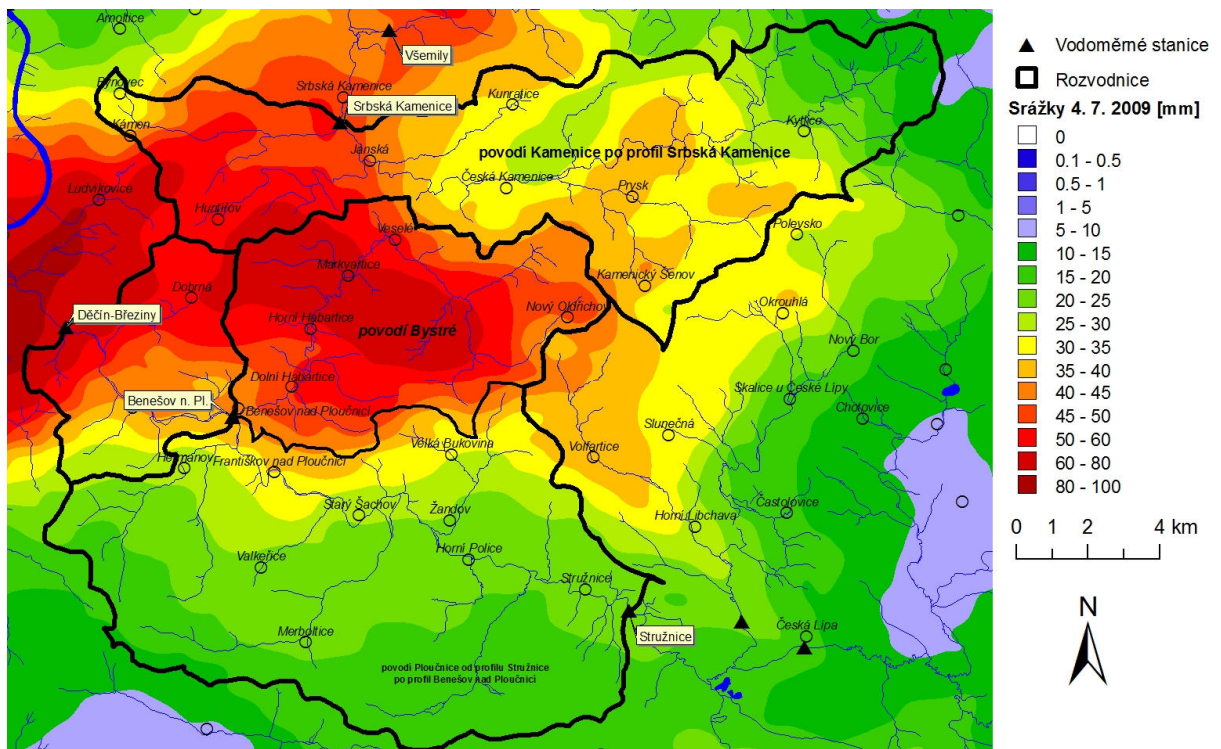 Arnoltice
Všemily
Bynovec
Srbská Kamenice
Kunratice
Srbská Kamenice
Kámen
Kytlice
Janská
povodí Kamenice po profil Srbská Kamenice
Česká Kamenice
Prysk
Ludvíkovice
Huntířov
Veselé
Polevsko
Markvartice
Kamenický Šenov
Dobrná
Nový Oldřichov
Okrouhlá
Děčín-Březiny
Horní Habartice
povodí Bystré
Nový Bor
Dolní Habartice
Skalice u České Lípy
Benešov n. Pl.
Benešov nad Ploučnicí
Chotovice
Slunečná
Velká Bukovina
Volfartice
Heřmanov
Františkov nad Ploučnicí
Starý Šachov
Žandov
Častolovice
Horní Libchava
Valkeřice
Horní Police
Stružnice
Merboltice
Stružnice
Česká Lípa
povodí Ploučnice od profilu Stružnice
po profil Benešov nad Ploučnicí
Vodoměrné stanice
Rozvodnice
Srážky 4. 7. 2009 [mm]
0
0.1 - 0.5
0.5 - 1
1 - 5
5 - 10
10 - 15
15 - 20
20 - 25
25 - 30
30 - 35
35 - 40
40 - 45
45 - 50
50 - 60
60 - 80
80 - 100
0 2 4 km
N